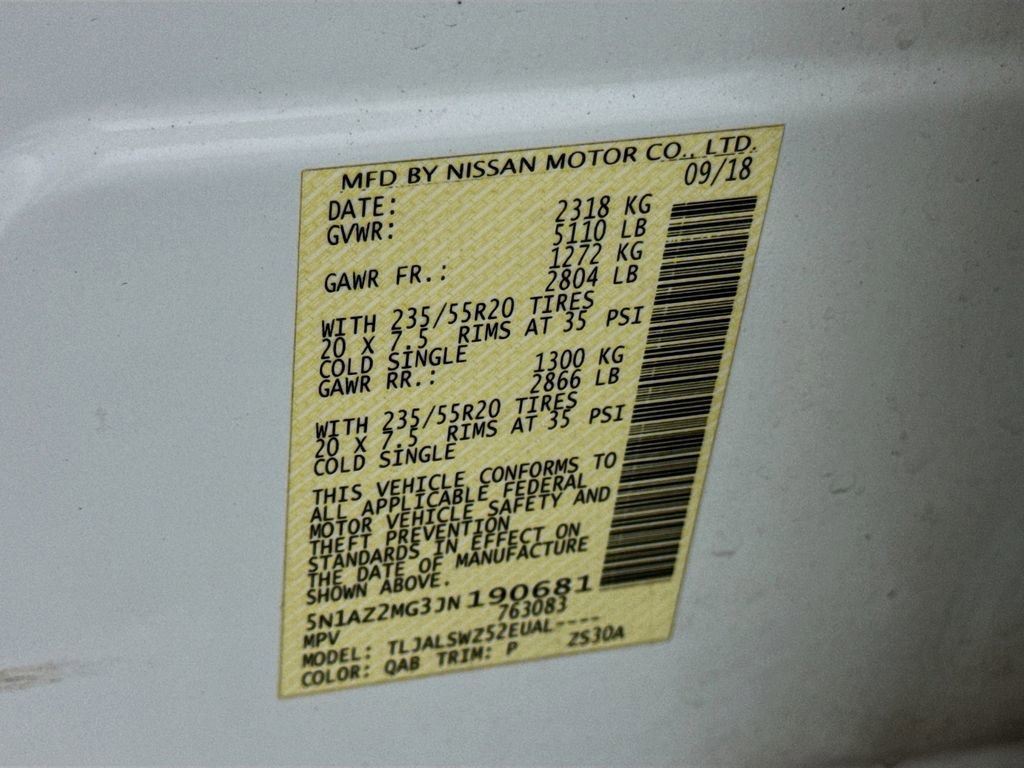 MFD BY NISSAN MOTOR CO., LTD.
DATE: 09/18
GVWR: 2318 KG
5110 LB
GAWR FR.: 1272 KG
2804 LB
WITH 235/55R20 TIRES
20 X 7.5 RIMS AT 35 PSI
COLD SINGLE
GAWR RR.: 1300 KG
2866 LB
WITH 235/55R20 TIRES
20 X 7.5 RIMS AT 35 PSI
COLD SINGLE
THIS VEHICLE CONFORMS TO
ALL APPLICABLE FEDERAL
MOTOR VEHICLE SAFETY AND
THEFT PREVENTION
STANDARDS IN EFFECT ON
THE DATE OF MANUFACTURE
SHOWN ABOVE.
5N1AZ2MG3JN190681
MPV 763083
MODEL: TLJALSWZ52EUAL----
COLOR: QAB TRIM: P ZS30A